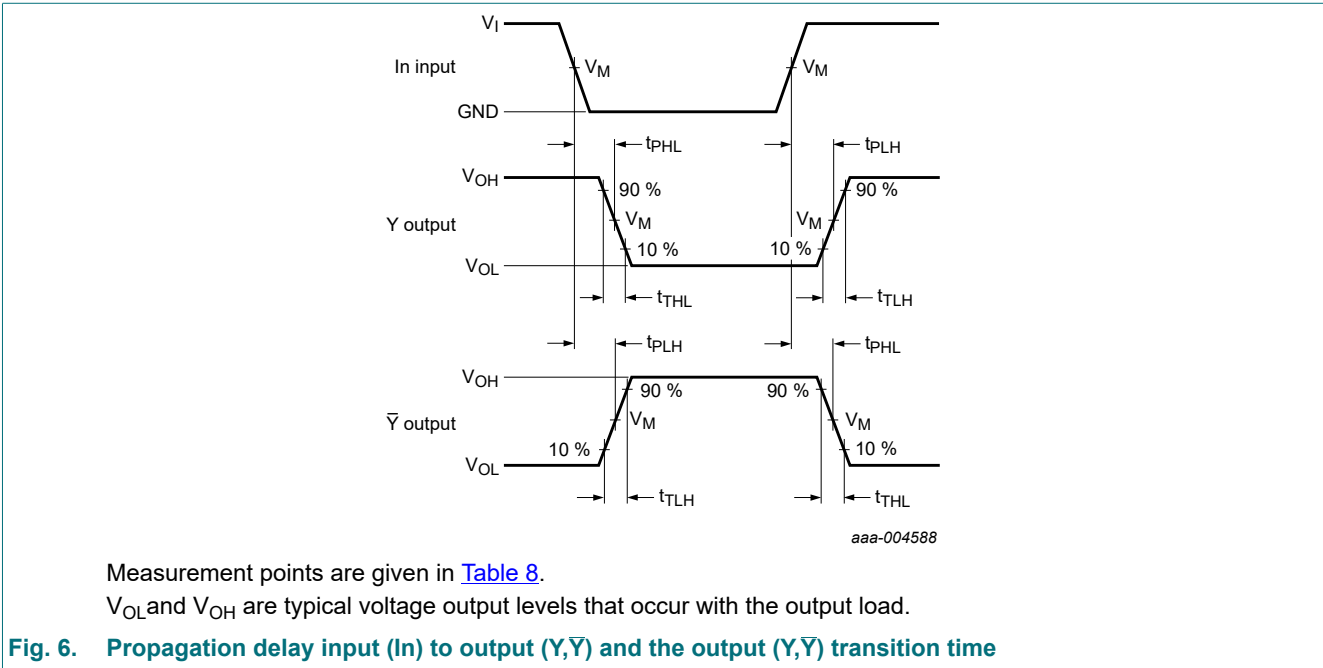 V_I
In input
V_M V_M
GND
t_PHL t_PLH
V_OH
90 % 90 %
Y output
V_M V_M
10 % 10 %
V_OL
t_THL t_TLH
t_PLH t_PHL
V_OH
90 % 90 %
Y̅ output
V_M V_M
10 % 10 %
V_OL
t_TLH t_THL
aaa-004588
Measurement points are given in Table 8.
V_OLand V_OH are typical voltage output levels that occur with the output load.
Fig. 6. Propagation delay input (In) to output (Y,Y̅) and the output (Y,Y̅) transition time